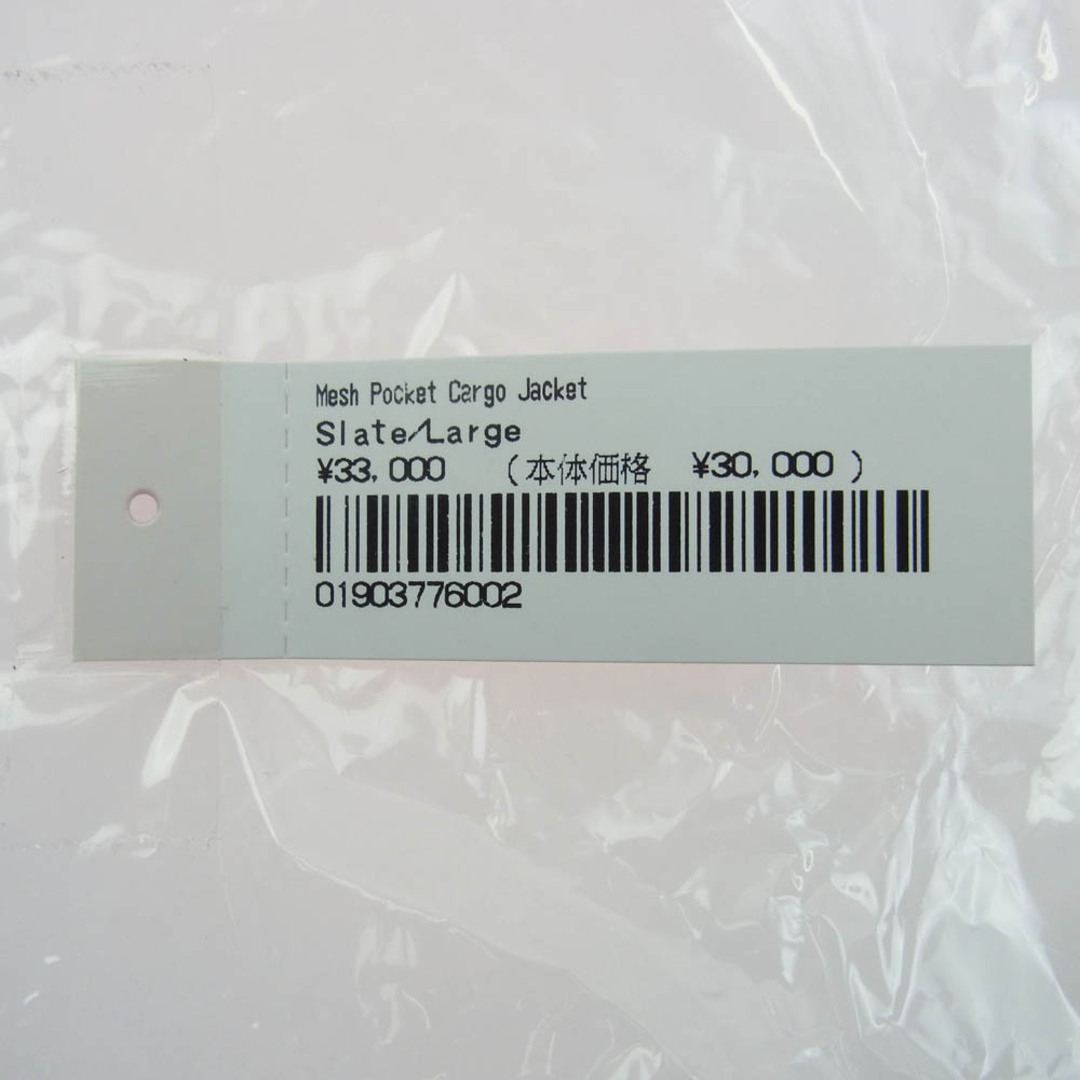 Mesh Pocket Cargo Jacket
Slate/Large
¥33,000 (本体価格 ¥30,000)
01903776002